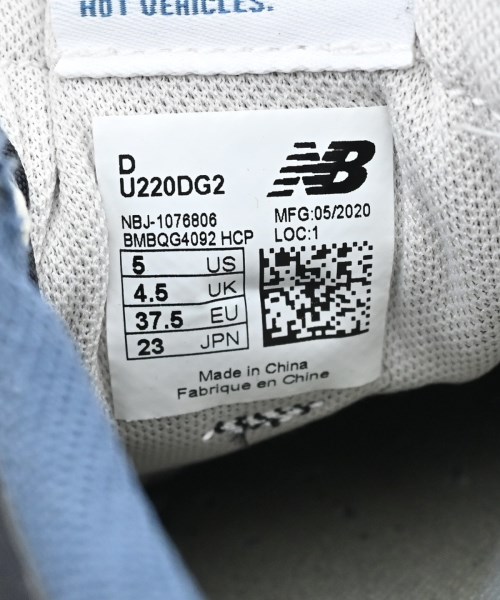 HOT VEHICLES.
D
U220DG2
NB
NBJ-1076806
MFG:05/2020
BMBQG4092 HCP
LOC:1
5 US
4.5 UK
37.5 EU
23 JPN
Made in China
Fabrique en Chine